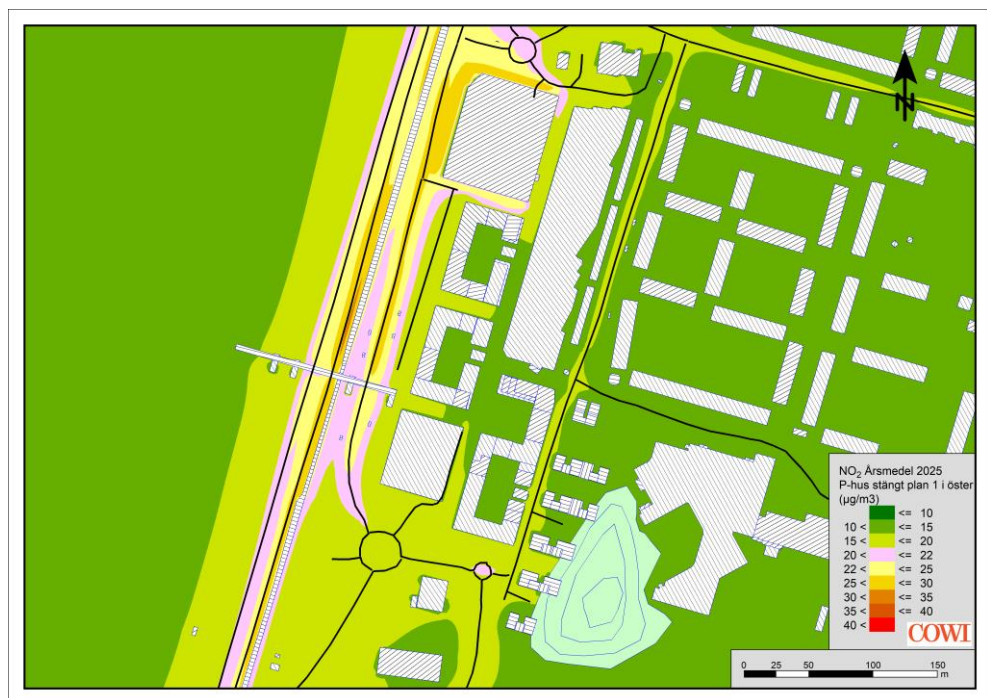 N
NO₂ Årsmedel 2025
P-hus stängt plan 1 i öster
(µg/m3)
<= 10
10 < <= 15
15 < <= 20
20 < <= 22
22 < <= 25
25 < <= 30
30 < <= 35
35 < <= 40
40 <
COWI
0 25 50 100 150
m